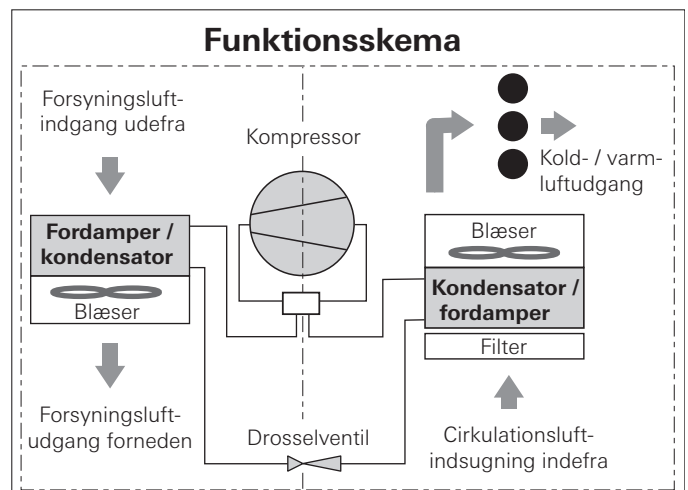 Funktionsskema
Forsyningsluft-
indgang udefra
Kompressor
Kold- / varm-
luftudgang
Fordamper /
kondensator
Blæser
Blæser
Kondensator /
fordamper
Filter
Forsyningsluft-
udgang forneden
Drosselventil
Cirkulationsluft-
indsugning indefra